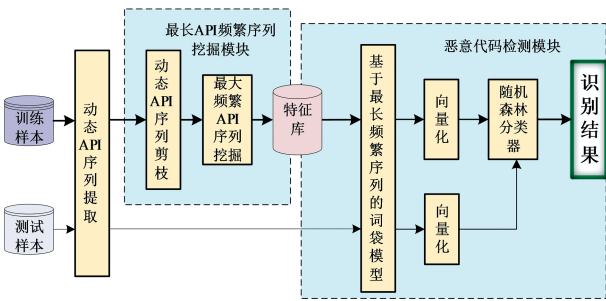 最长API频繁序列
挖掘模块
恶意代码检测模块
训练
样本
测试
样本
动态API序列提取
动态API序列剪枝
最大
频繁
API
序列
挖掘
特征
库
基于最长频繁序列的词袋模型
向量化
向量化
随机
森林
分类
器
识别结果